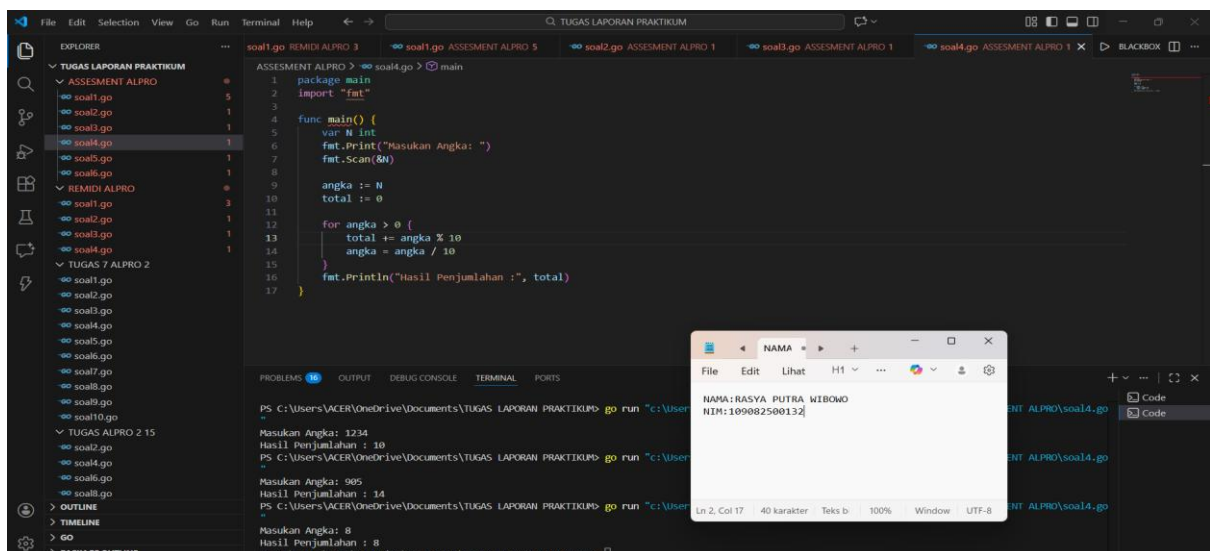 File Edit Selection View Go Run Terminal Help
TUGAS LAPORAN PRAKTIKUM
EXPLORER
TUGAS LAPORAN PRAKTIKUM
ASSESMENT ALPRO
soal1.go 5
soal2.go 1
soal3.go 1
soal4.go 1
soal5.go 1
soal6.go 1
REMIDI ALPRO
soal1.go 3
soal2.go 1
soal3.go 1
soal4.go 1
TUGAS 7 ALPRO 2
soal1.go
soal2.go
soal3.go
soal4.go
soal5.go
soal6.go
soal7.go
soal8.go
soal9.go
soal10.go
TUGAS ALPRO 2 15
soal2.go
soal4.go
soal6.go
soal8.go
OUTLINE
TIMELINE
GO
soal1.go REMIDI ALPRO 3 soal1.go ASSESMENT ALPRO 5 soal2.go ASSESMENT ALPRO 1 soal3.go ASSESMENT ALPRO 1 soal4.go ASSESMENT ALPRO 1 BLACKBOX
ASSESMENT ALPRO > soal4.go > main
1 package main
2 import "fmt"
3
4 func main() {
5 var N int
6 fmt.Print("Masukan Angka: ")
7 fmt.Scan(&N)
8
9 angka := N
10 total := 0
11
12 for angka > 0 {
13 total += angka % 10
14 angka = angka / 10
15 }
16 fmt.Println("Hasil Penjumlahan :", total)
17 }
PROBLEMS 16 OUTPUT DEBUG CONSOLE TERMINAL PORTS
Code
Code
PS C:\Users\ACER\OneDrive\Documents\TUGAS LAPORAN PRAKTIKUM> go run "c:\User ENT ALPRO\soal4.go
"
Masukan Angka: 1234
Hasil Penjumlahan : 10
PS C:\Users\ACER\OneDrive\Documents\TUGAS LAPORAN PRAKTIKUM> go run "c:\User ENT ALPRO\soal4.go
"
Masukan Angka: 905
Hasil Penjumlahan : 14
PS C:\Users\ACER\OneDrive\Documents\TUGAS LAPORAN PRAKTIKUM> go run "c:\User ENT ALPRO\soal4.go
"
Masukan Angka: 8
Hasil Penjumlahan : 8
NAMA
File Edit Lihat H1
NAMA:RASYA PUTRA WIBOWO
NIM:109082500132
Ln 2, Col 17 40 karakter Teks b 100% Window UTF-8